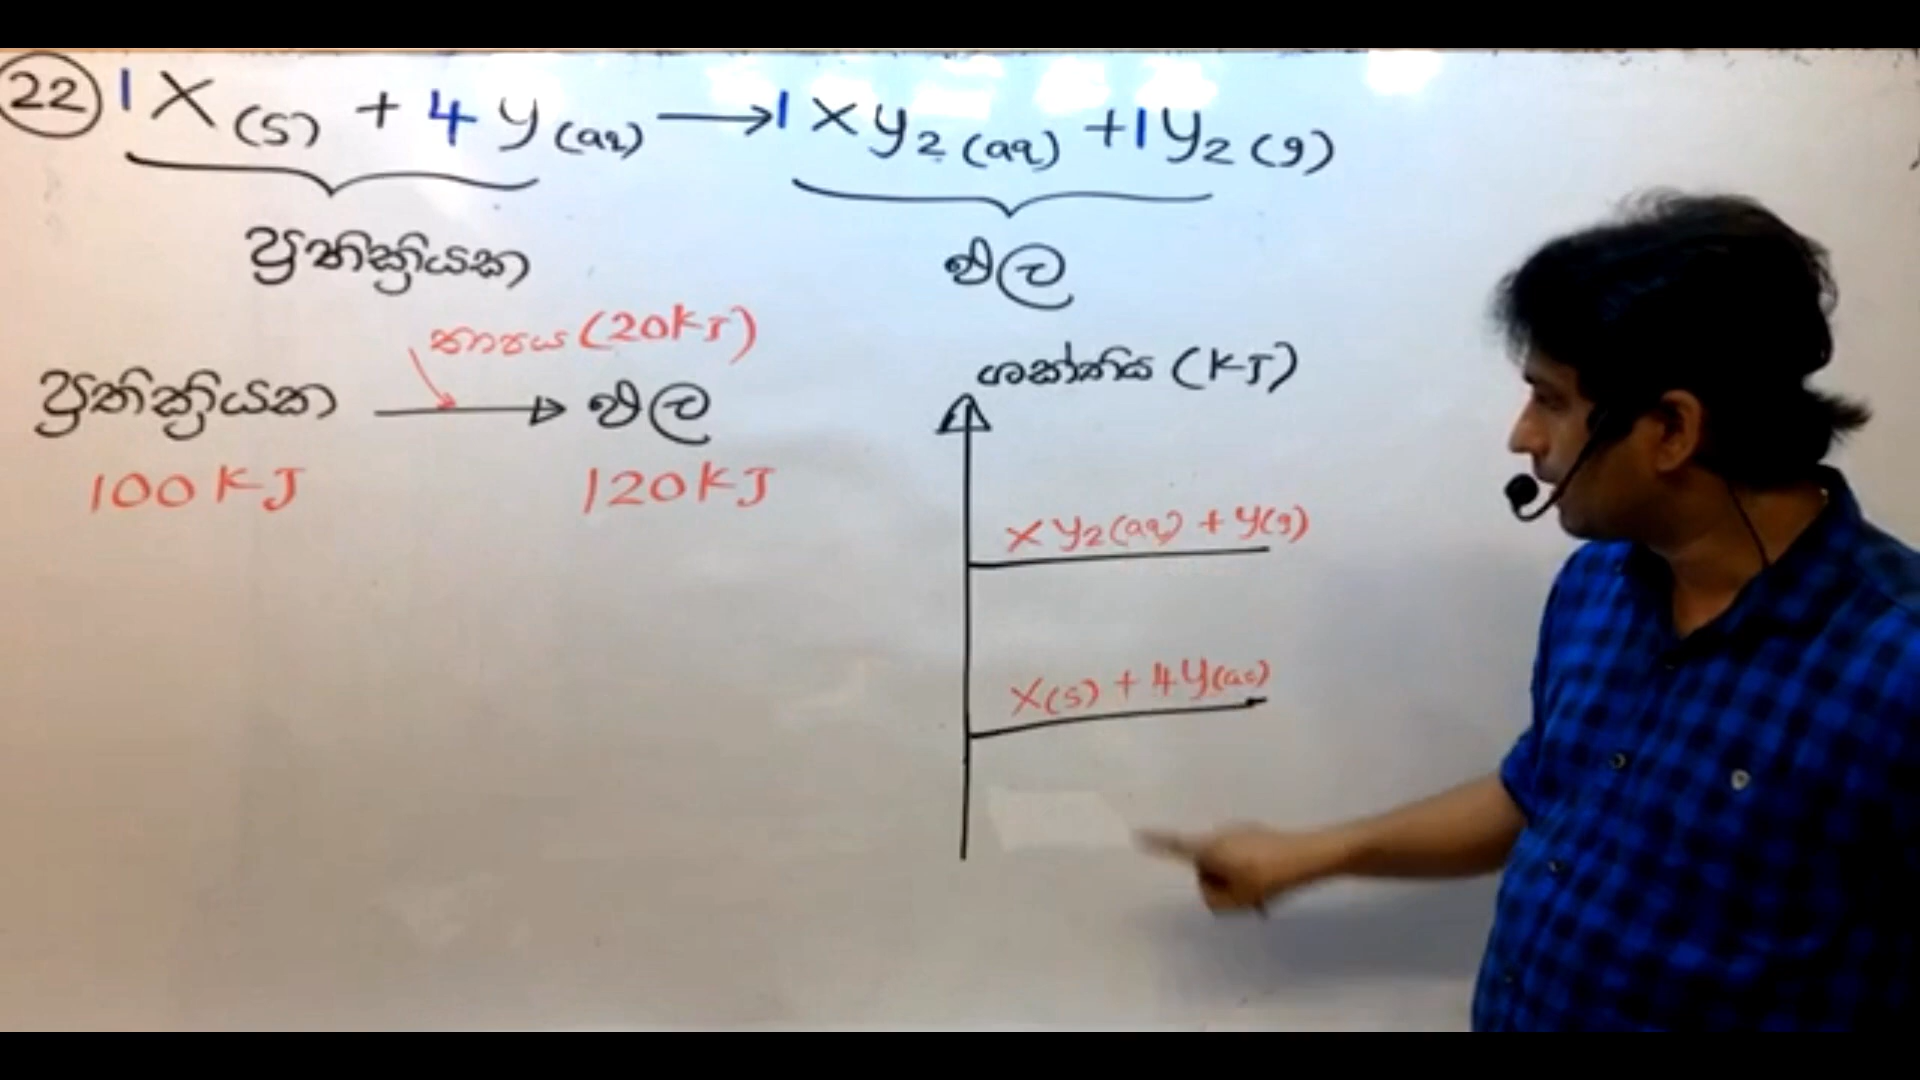 22 1X(s) + 4y(aq) → 1Xy2(aq) + 1y2(g)
ප්‍රතික්‍රියක ඵල
තාපය (20KJ)
ප්‍රතික්‍රියක → ඵල
100KJ 120KJ
ශක්තිය (KJ)
Xy2(aq) + y(g)
X(s) + 4y(aq)